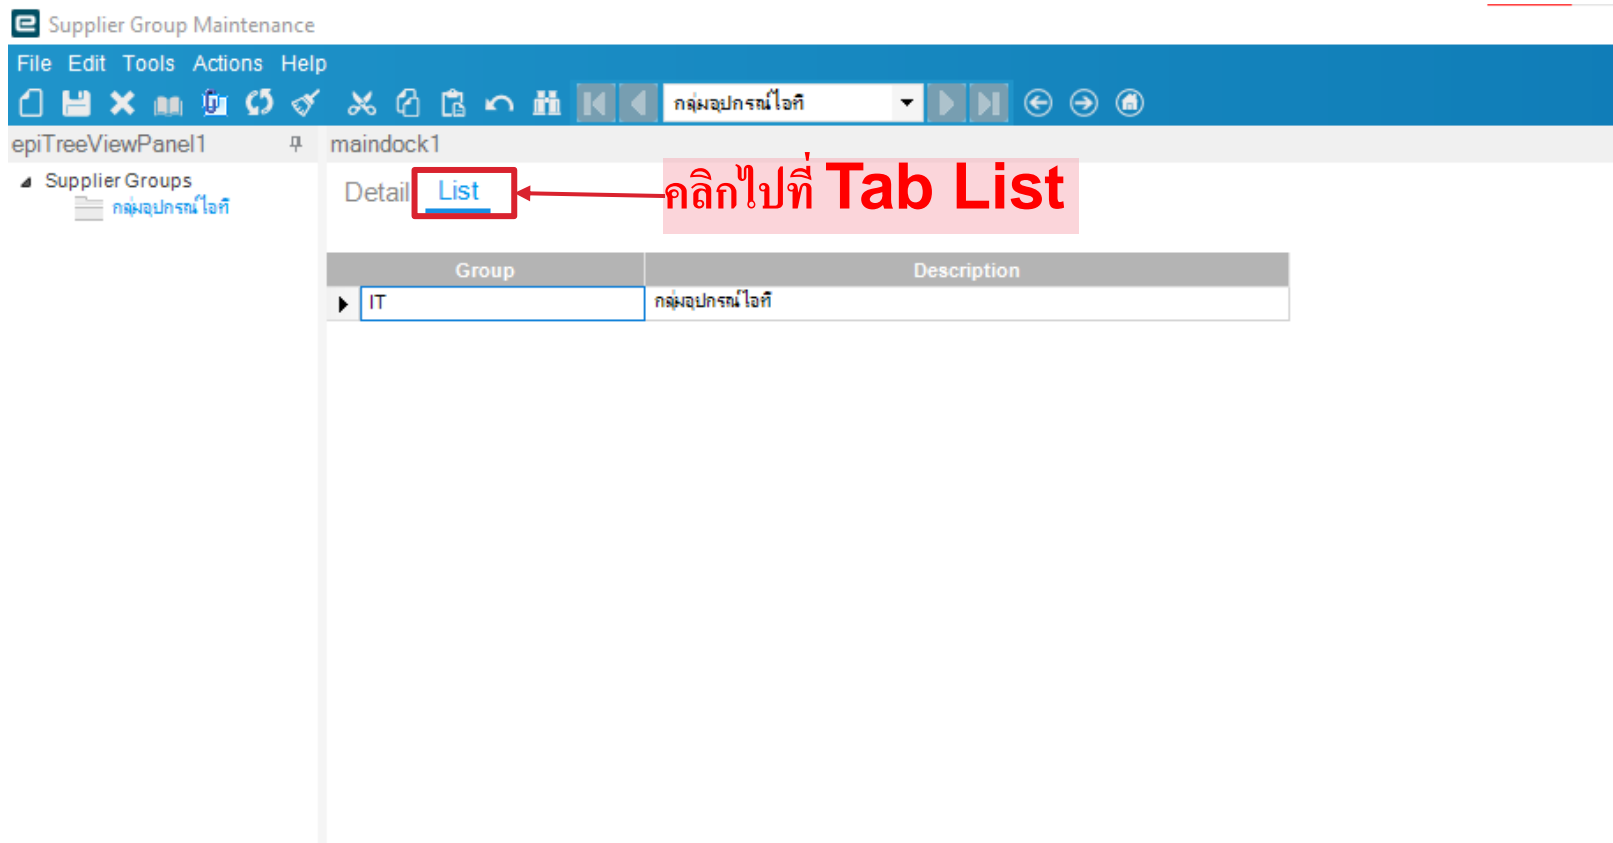 Supplier Group Maintenance
File Edit Tools Actions Help
กลุ่มอุปกรณ์ไอที
epiTreeViewPanel1
maindock1
Supplier Groups
กลุ่มอุปกรณ์ไอที
Detail List
คลิกไปที่ Tab List
Group Description
IT กลุ่มอุปกรณ์ไอที